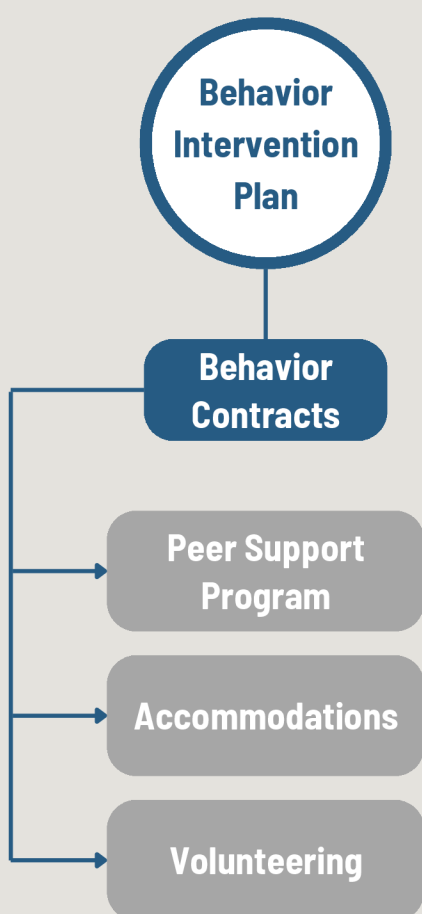 Behavior
Intervention
Plan
Behavior
Contracts
Peer Support
Program
Accommodations
Volunteering